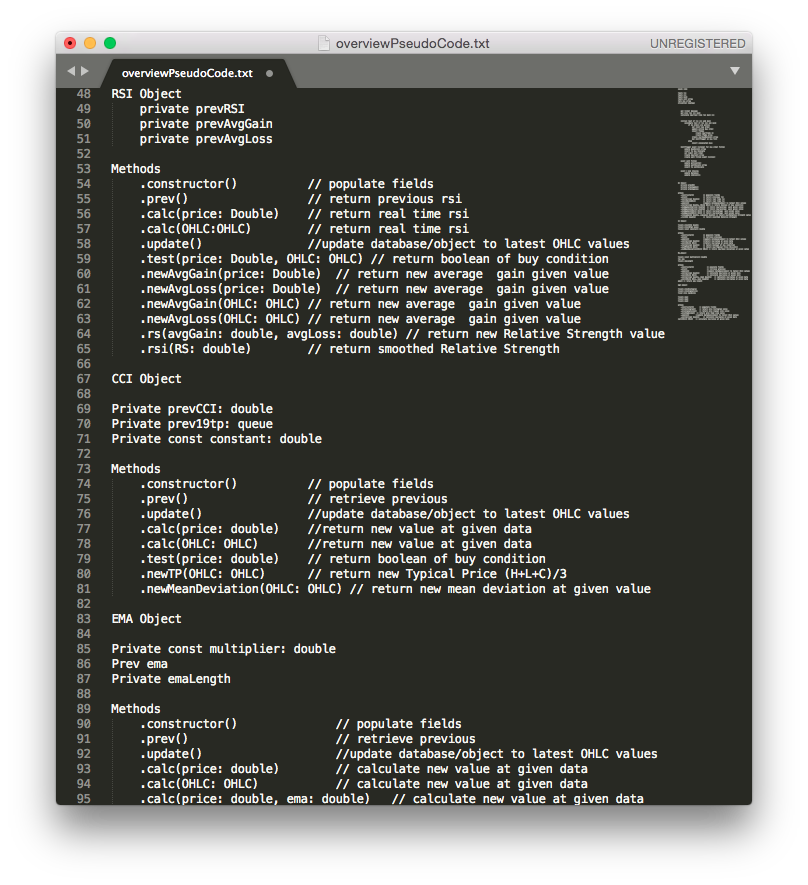 overviewPseudoCode.txt
UNREGISTERED
overviewPseudoCode.txt
48 RSI Object
49     private prevRSI
50     private prevAvgGain
51     private prevAvgLoss
52
53 Methods
54     .constructor()          // populate fields
55     .prev()                 // return previous rsi
56     .calc(price: Double)    // return real time rsi
57     .calc(OHLC:OHLC)        // return real time rsi
58     .update()               //update database/object to latest OHLC values
59     .test(price: Double, OHLC: OHLC) // return boolean of buy condition
60     .newAvgGain(price: Double)  // return new average  gain given value
61     .newAvgLoss(price: Double)  // return new average  gain given value
62     .newAvgGain(OHLC: OHLC) // return new average  gain given value
63     .newAvgLoss(OHLC: OHLC) // return new average  gain given value
64     .rs(avgGain: double, avgLoss: double) // return new Relative Strength value
65     .rsi(RS: double)        // return smoothed Relative Strength
66
67 CCI Object
68
69 Private prevCCI: double
70 Private prev19tp: queue
71 Private const constant: double
72
73 Methods
74     .constructor()          // populate fields
75     .prev()                 // retrieve previous
76     .update()               //update database/object to latest OHLC values
77     .calc(price: double)    //return new value at given data
78     .calc(OHLC: OHLC)       //return new value at given data
79     .test(price: double)    // return boolean of buy condition
80     .newTP(OHLC: OHLC)      // return new Typical Price (H+L+C)/3
81     .newMeanDeviation(OHLC: OHLC) // return new mean deviation at given value
82
83 EMA Object
84
85 Private const multiplier: double
86 Prev ema
87 Private emaLength
88
89 Methods
90     .constructor()              // populate fields
91     .prev()                     // retrieve previous
92     .update()                   //update database/object to latest OHLC values
93     .calc(price: double)        // calculate new value at given data
94     .calc(OHLC: OHLC)           // calculate new value at given data
95     .calc(price: double, ema: double)   // calculate new value at given data